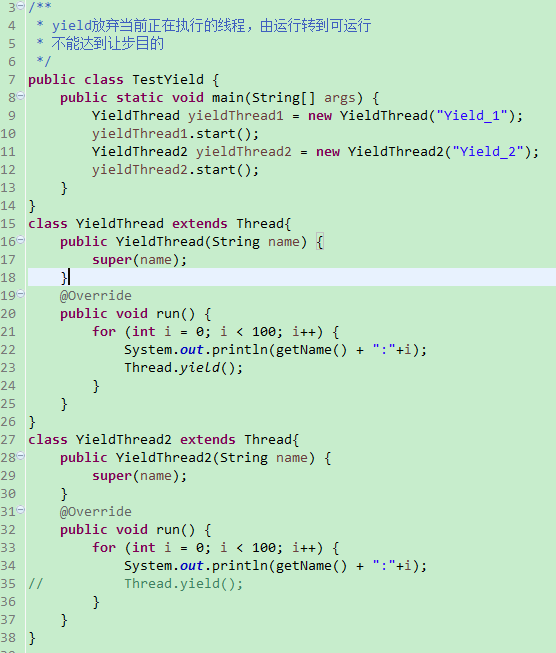 3 /**
4  * yield放弃当前正在执行的线程，由运行转到可运行
5  * 不能达到让步目的
6  */
7 public class TestYield {
8     public static void main(String[] args) {
9         YieldThread yieldThread1 = new YieldThread("Yield_1");
10         yieldThread1.start();
11         YieldThread2 yieldThread2 = new YieldThread2("Yield_2");
12         yieldThread2.start();
13     }
14 }
15 class YieldThread extends Thread{
16     public YieldThread(String name) {
17         super(name);
18     }
19     @Override
20     public void run() {
21         for (int i = 0; i < 100; i++) {
22             System.out.println(getName() + ":"+i);
23             Thread.yield();
24         }
25     }
26 }
27 class YieldThread2 extends Thread{
28     public YieldThread2(String name) {
29         super(name);
30     }
31     @Override
32     public void run() {
33         for (int i = 0; i < 100; i++) {
34             System.out.println(getName() + ":"+i);
35 //          Thread.yield();
36         }
37     }
38 }